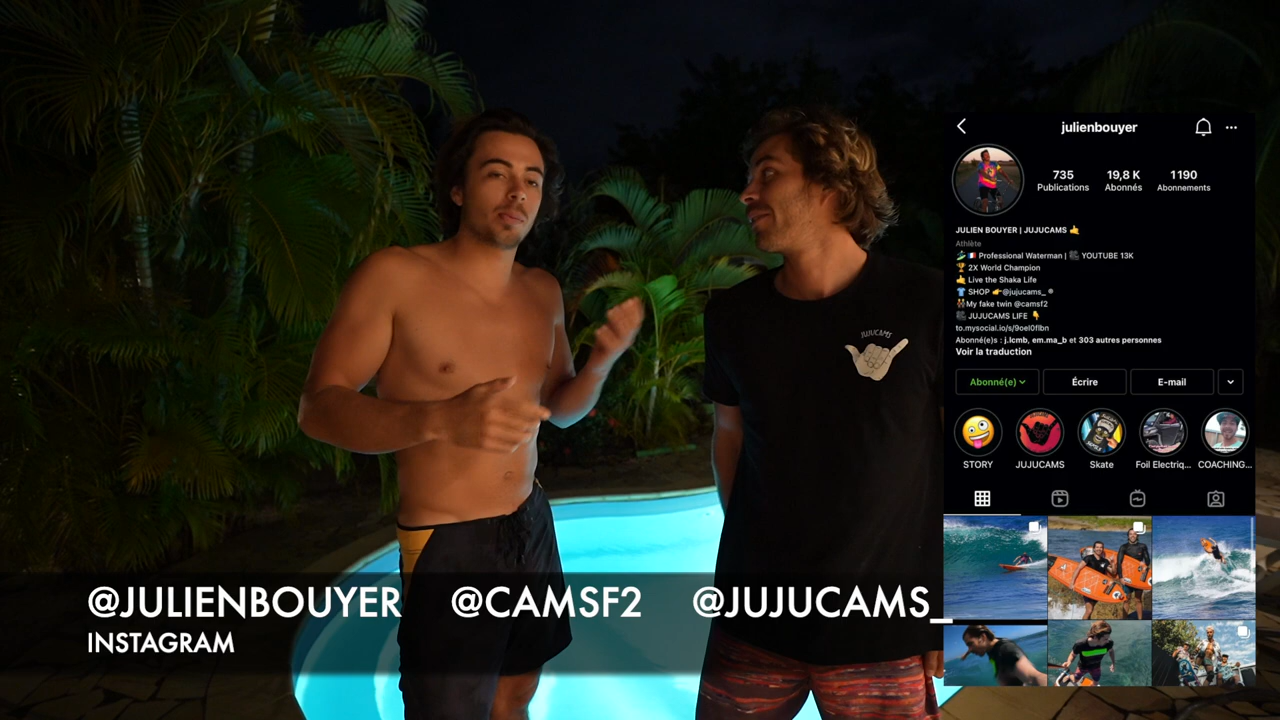 julienbouyer
735
19,8 K
1190
Publications
Abonnés
Abonnements
JUILIEN BOUYER | JUJUCAMS 🤙
Athlète
🏄🇫🇷 Professional Waterman | 🎥 YOUTUBE 13K
🏆 2X World Champion
🤙 Live the Shaka Life
👕 SHOP 👉@jujucams_
👬My fake twin @camsf2
🎥 JUJUCAMS LIFE 👇
to.mysocial.io/s/9oel0flbn
Abonné(e)s : j.lcmb, em.ma_b et 303 autres personnes
Voir la traduction
Abonné(e)
Écrire
E-mail
STORY
JUJUCAMS
Skate
Foil Electriq...
COACHING...
JUJUCAMS
@JULIENBOUYER @CAMSF2 @JUJUCAMS_
INSTAGRAM